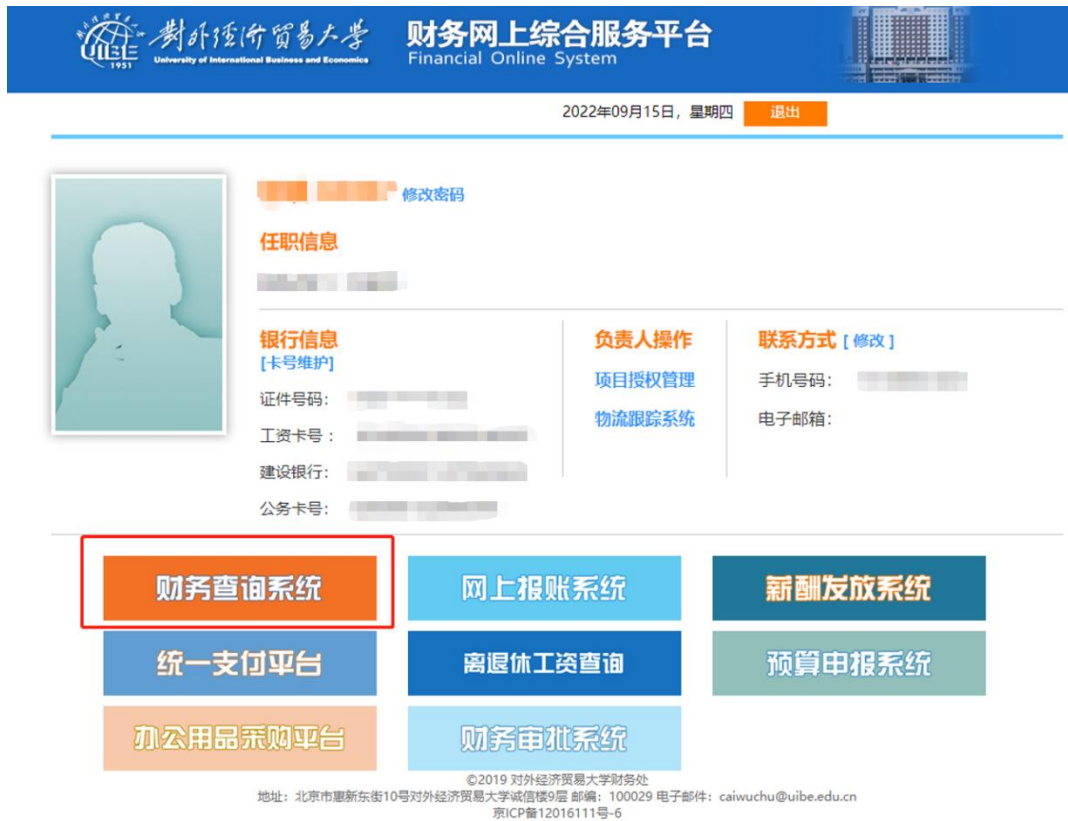 UIBE
1951
對外經濟貿易大學
University of International Business and Economics
财务网上综合服务平台
Financial Online System
2022年09月15日，星期四
退出
修改密码
任职信息
银行信息
[卡号维护]
证件号码：
工资卡号：
建设银行：
公务卡号：
负责人操作
项目授权管理
物流跟踪系统
联系方式 [ 修改 ]
手机号码：
电子邮箱：
财务查询系统
网上报账系统
薪酬发放系统
统一支付平台
离退休工资查询
预算申报系统
办公用品采购平台
财务审批系统
©2019 对外经济贸易大学财务处
地址：北京市惠新东街10号对外经济贸易大学诚信楼9层 邮编：100029 电子邮件：caiwuchu@uibe.edu.cn
京ICP备12016111号-6